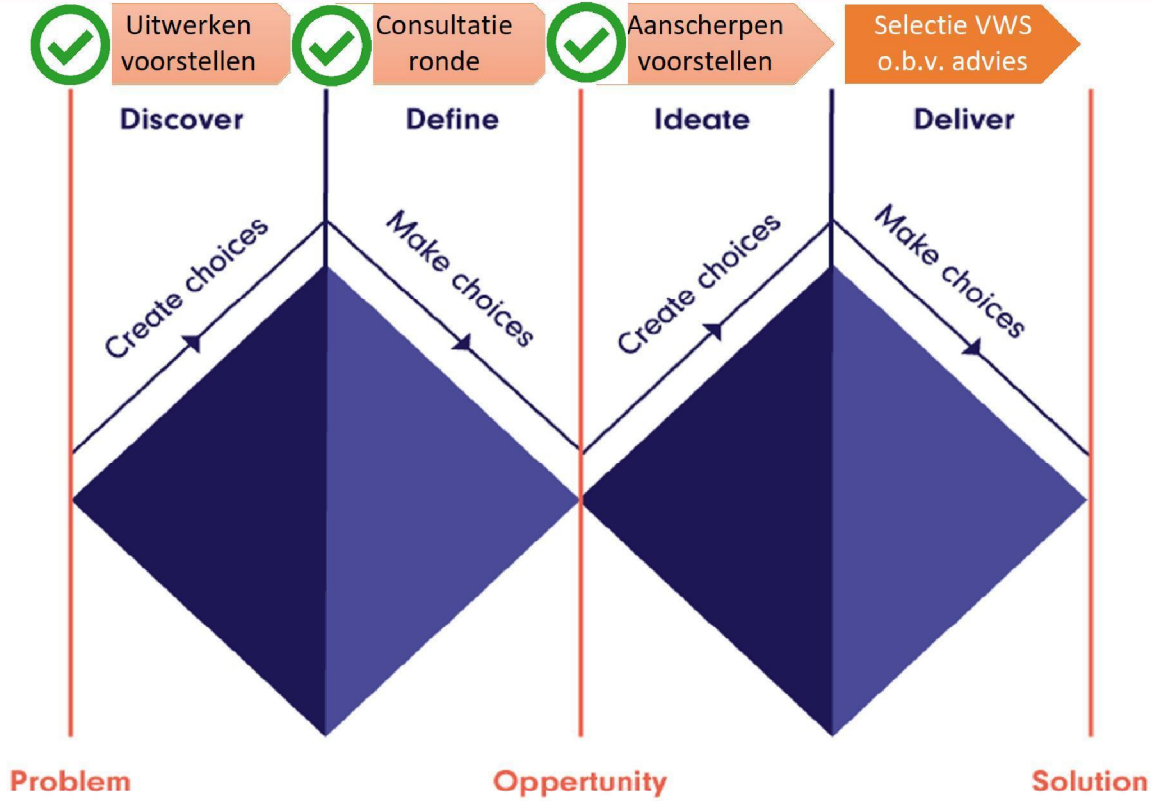 Uitwerken
voorstellen
Consultatie
ronde
Aanscherpen
voorstellen
Selectie VWS
o.b.v. advies
Discover
Define
Ideate
Deliver
Create choices
Make choices
Create choices
Make choices
Problem
Oppertunity
Solution